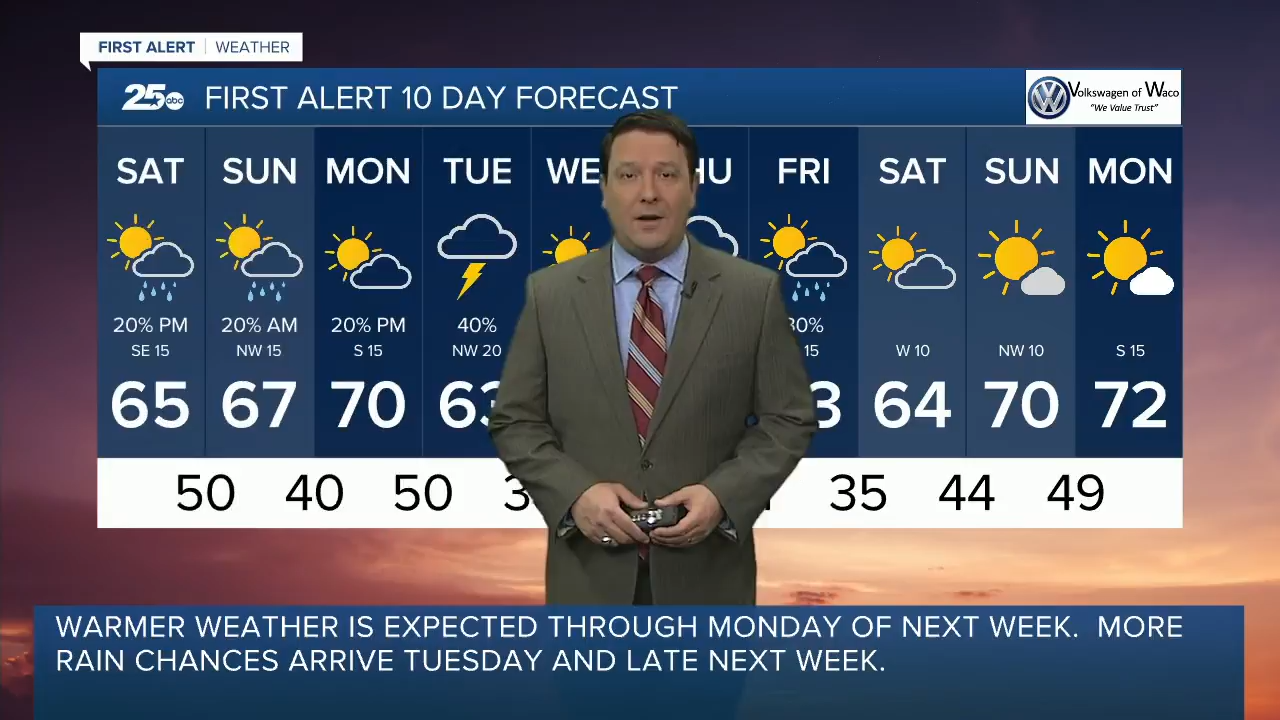 FIRST ALERT WEATHER
25 abc FIRST ALERT 10 DAY FORECAST
Volkswagen of Waco
"We Value Trust"
SAT SUN MON TUE FRI SAT SUN MON
20% PM 20% AM 20% PM 40%
SE 15 NW 15 S 15 NW 20 15 W 10 NW 10 S 15
65 67 70 63 64 70 72
50 40 50 35 44 49
WARMER WEATHER IS EXPECTED THROUGH MONDAY OF NEXT WEEK. MORE
RAIN CHANCES ARRIVE TUESDAY AND LATE NEXT WEEK.